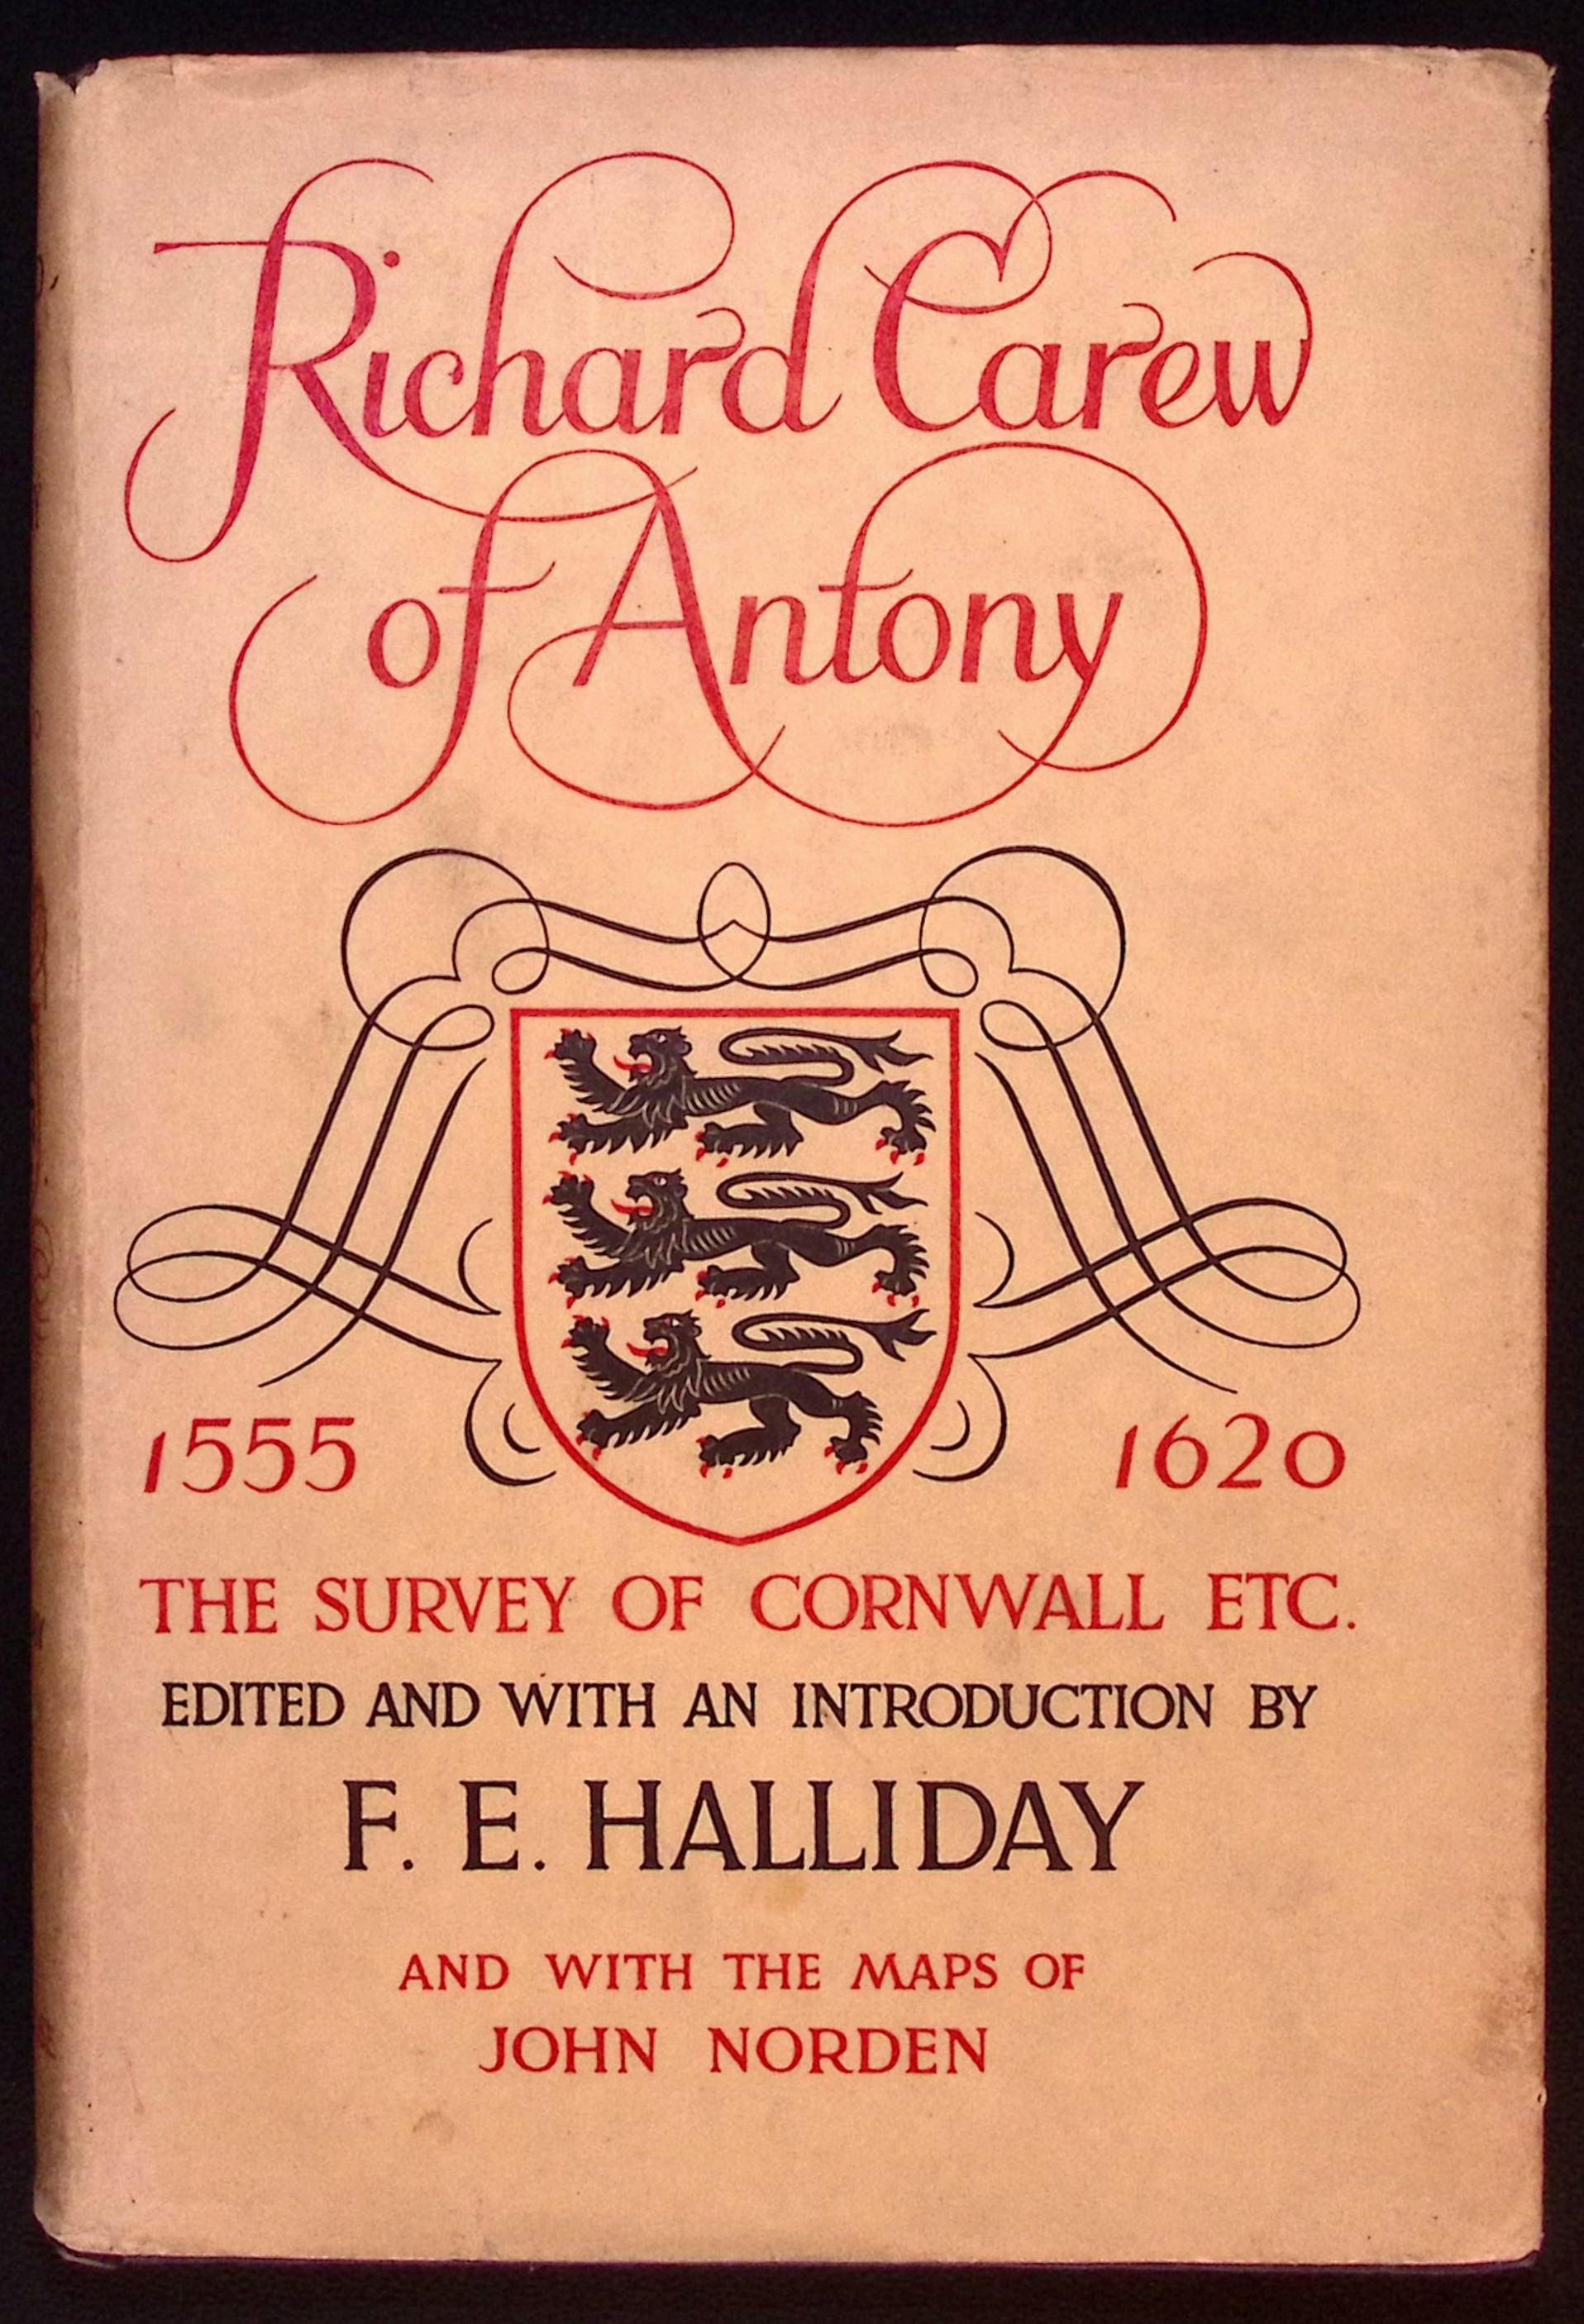 Richard Carew
of Antony
1555 1620
THE SURVEY OF CORNWALL ETC.
EDITED AND WITH AN INTRODUCTION BY
F. E. HALLIDAY
AND WITH THE MAPS OF
JOHN NORDEN